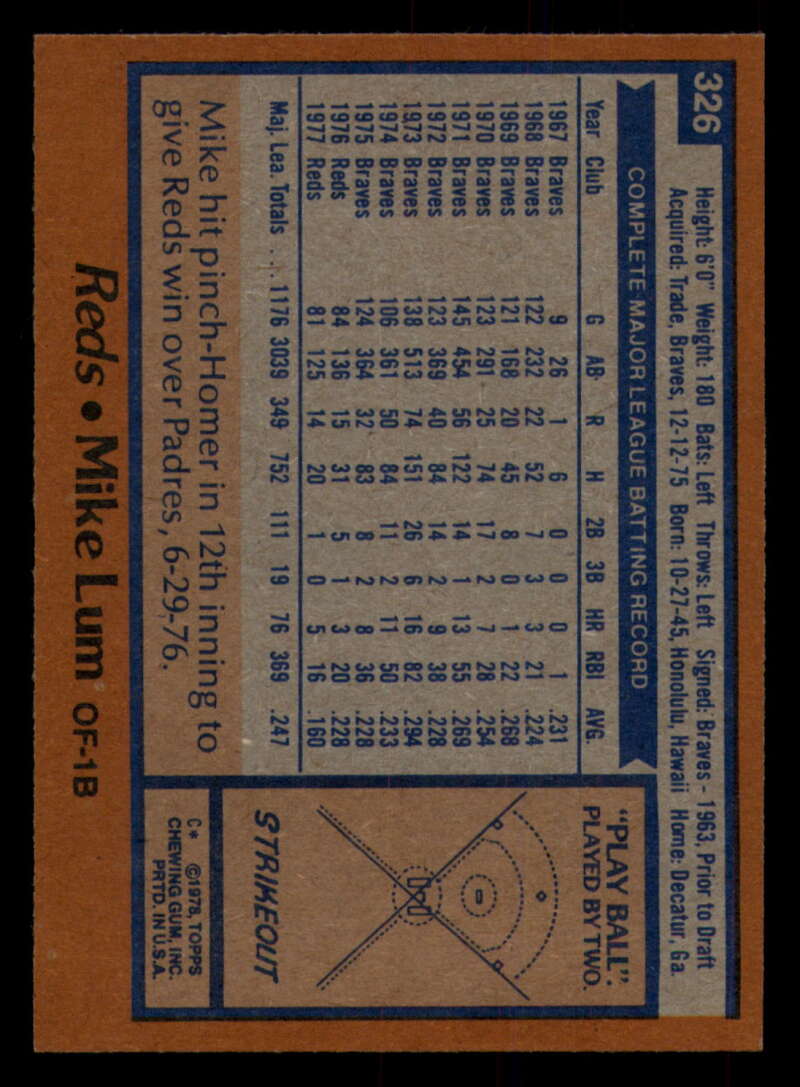 326
Height: 6'0" Weight: 180 Bats: Left Throws: Left Signed: Braves - 1963, Prior to Draft
Acquired: Trade, Braves, 12-12-75 Born: 10-27-45, Honolulu, Hawaii Home: Decatur, Ga.
COMPLETE MAJOR LEAGUE BATTING RECORD
Year Club G AB R H 2B 3B HR RBI AVG.
1967 Braves 9 26 1 6 0 0 0 1 .231
1968 Braves 122 232 22 52 7 3 3 21 .224
1969 Braves 121 168 20 45 8 0 1 22 .268
1970 Braves 123 291 25 74 17 2 7 28 .254
1971 Braves 145 454 56 122 14 1 13 55 .269
1972 Braves 123 369 40 84 14 2 9 38 .228
1973 Braves 138 513 74 151 26 6 16 82 .294
1974 Braves 106 361 50 84 11 2 11 50 .233
1975 Braves 124 364 32 83 8 2 8 36 .228
1976 Reds 84 136 15 31 5 1 3 20 .228
1977 Reds 81 125 14 20 1 0 5 16 .160
Maj. Lea. Totals . . . 1176 3039 349 752 111 19 76 369 .247
Mike hit pinch-Homer in 12th inning to
give Reds win over Padres, 6-29-76.
"PLAY BALL".
PLAYED BY TWO.
STRIKEOUT
C* ©1978, TOPPS
CHEWING GUM, INC.
PRTD. IN U.S.A.
Reds • Mike Lum OF-1B